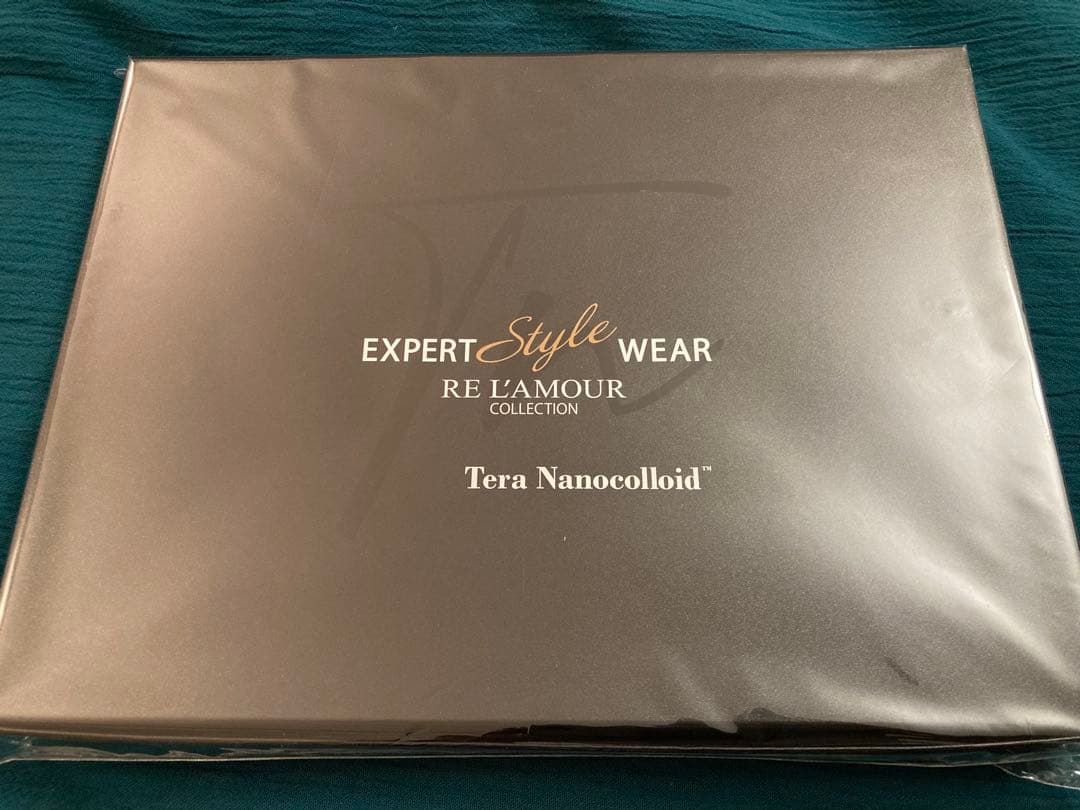 EXPERT Style WEAR
RE L'AMOUR
COLLECTION
Tera Nanocolloid™